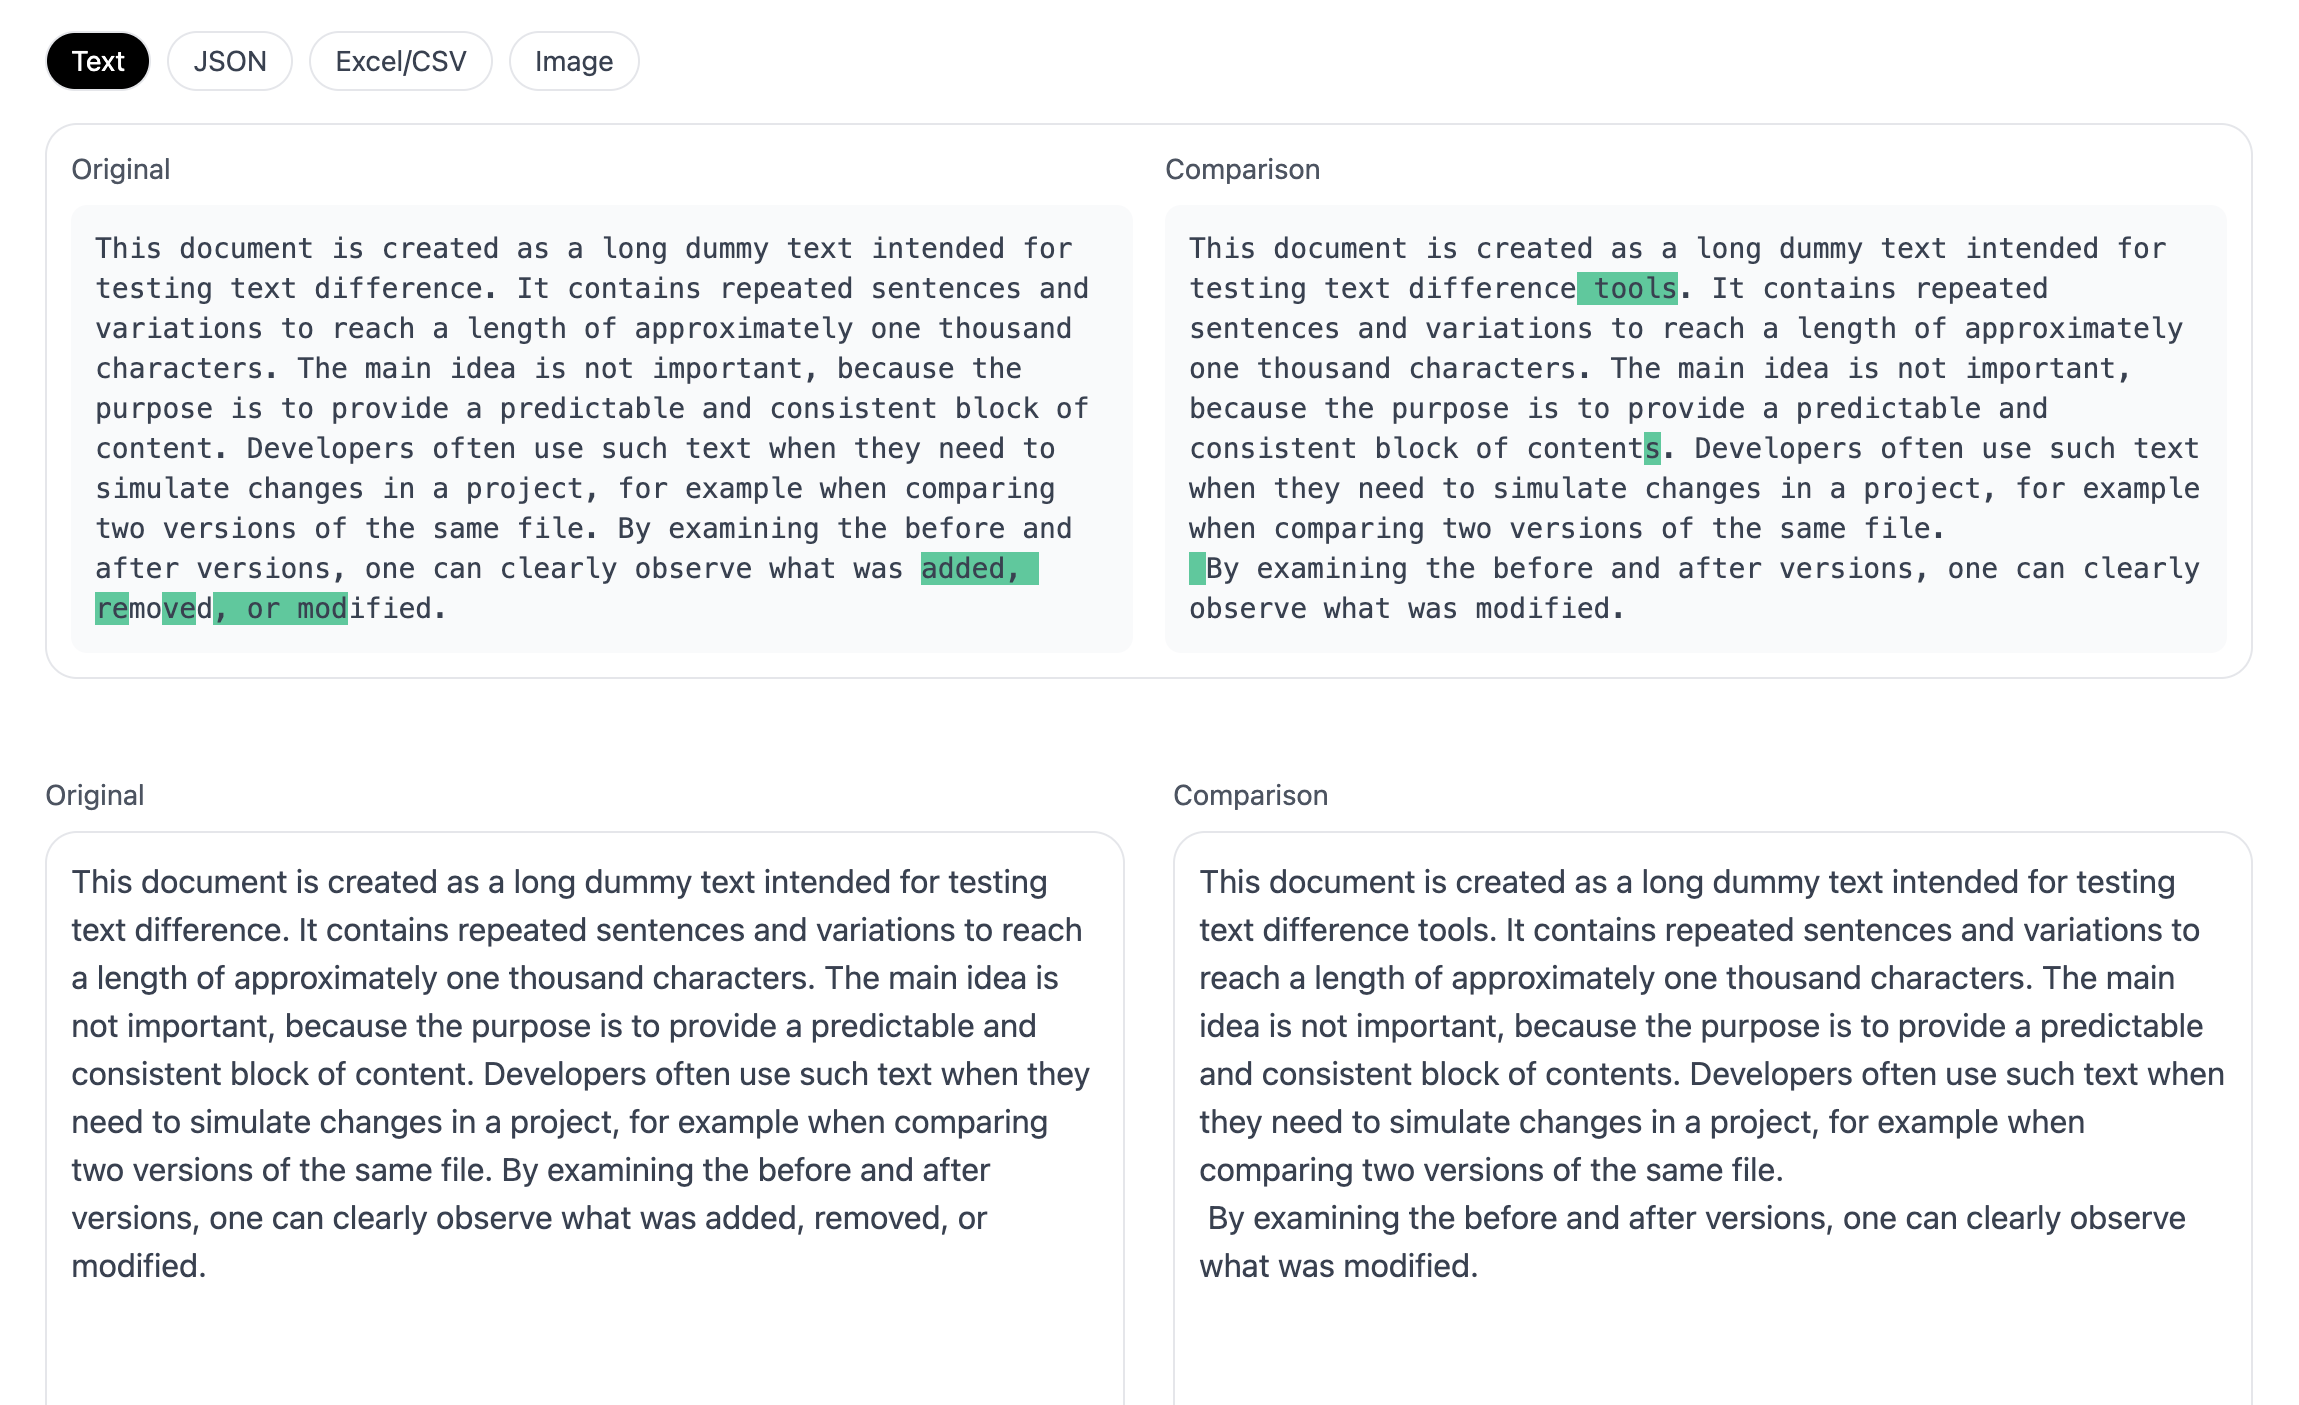 Text JSON Excel/CSV Image
Original
This document is created as a long dummy text intended for
testing text difference. It contains repeated sentences and
variations to reach a length of approximately one thousand
characters. The main idea is not important, because the
purpose is to provide a predictable and consistent block of
content. Developers often use such text when they need to
simulate changes in a project, for example when comparing
two versions of the same file. By examining the before and
after versions, one can clearly observe what was added,
removed, or modified.
Comparison
This document is created as a long dummy text intended for
testing text difference tools. It contains repeated
sentences and variations to reach a length of approximately
one thousand characters. The main idea is not important,
because the purpose is to provide a predictable and
consistent block of contents. Developers often use such text
when they need to simulate changes in a project, for example
when comparing two versions of the same file.
 By examining the before and after versions, one can clearly
observe what was modified.
Original
This document is created as a long dummy text intended for testing
text difference. It contains repeated sentences and variations to reach
a length of approximately one thousand characters. The main idea is
not important, because the purpose is to provide a predictable and
consistent block of content. Developers often use such text when they
need to simulate changes in a project, for example when comparing
two versions of the same file. By examining the before and after
versions, one can clearly observe what was added, removed, or
modified.
Comparison
This document is created as a long dummy text intended for testing
text difference tools. It contains repeated sentences and variations to
reach a length of approximately one thousand characters. The main
idea is not important, because the purpose is to provide a predictable
and consistent block of contents. Developers often use such text when
they need to simulate changes in a project, for example when
comparing two versions of the same file.
 By examining the before and after versions, one can clearly observe
what was modified.